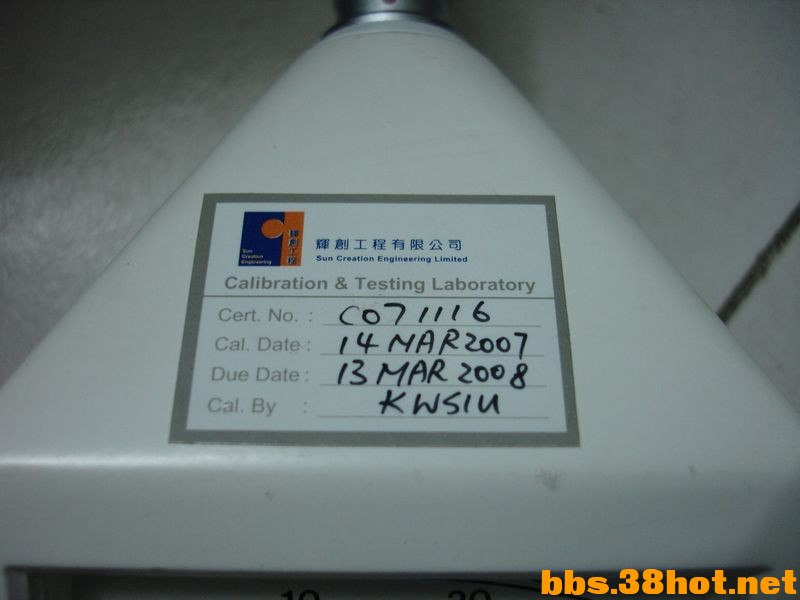 Sun
Creation
Engineering
輝創工程
輝創工程有限公司
Sun Creation Engineering Limited
Calibration & Testing Laboratory
Cert. No. : C071116
Cal. Date : 14 MAR 2007
Due Date : 13 MAR 2008
Cal. By : KWSIU
10 20
bbs.38hot.net